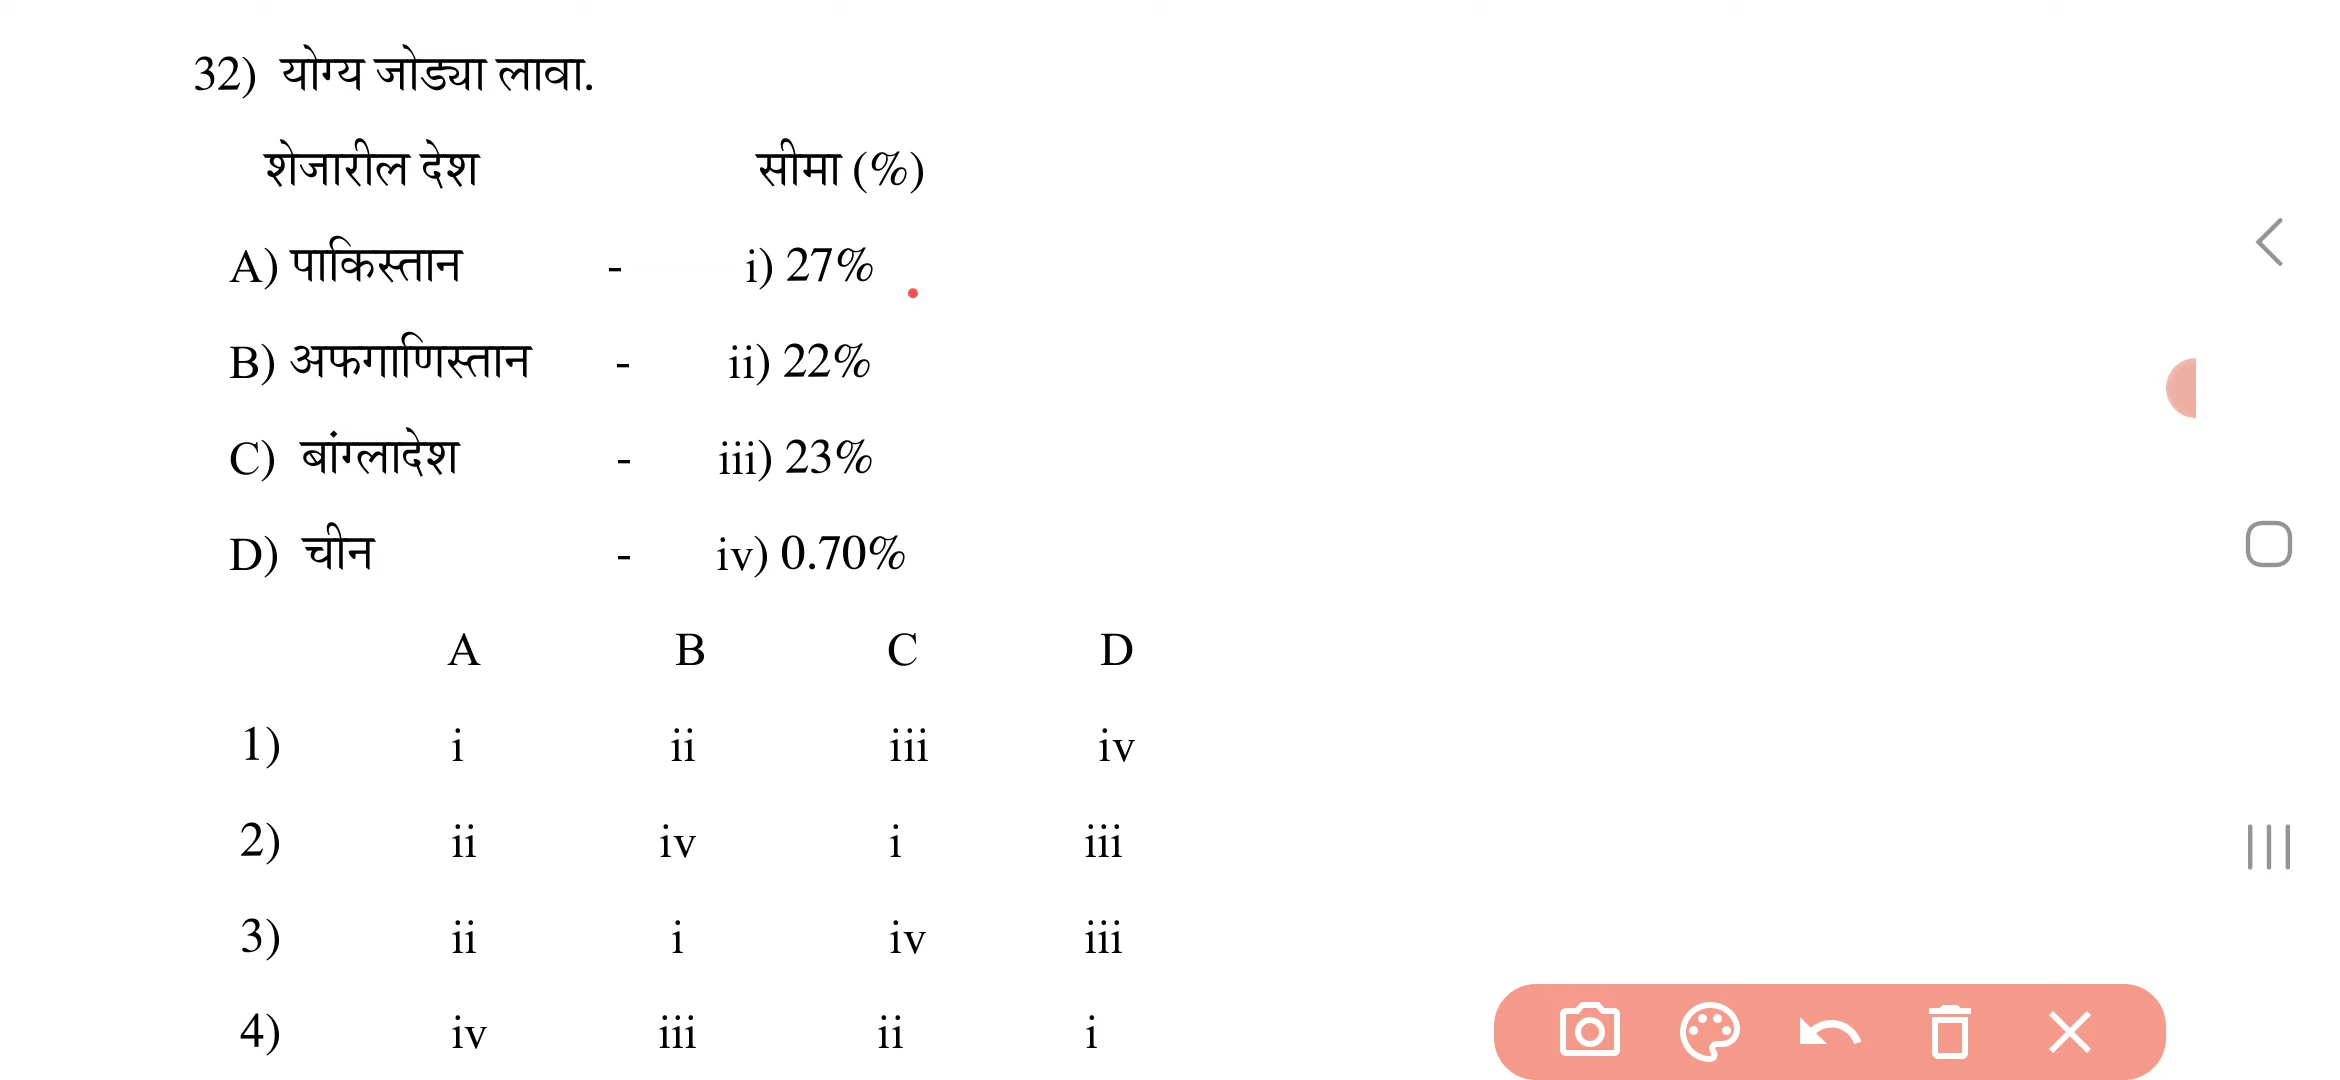 32) योग्य जोड्या लावा.
शेजारील देश सीमा (%)
A) पाकिस्तान - i) 27%
B) अफगाणिस्तान - ii) 22%
C) बांग्लादेश - iii) 23%
D) चीन - iv) 0.70%
A B C D
1) i ii iii iv
2) ii iv i iii
3) ii i iv iii
4) iv iii ii i